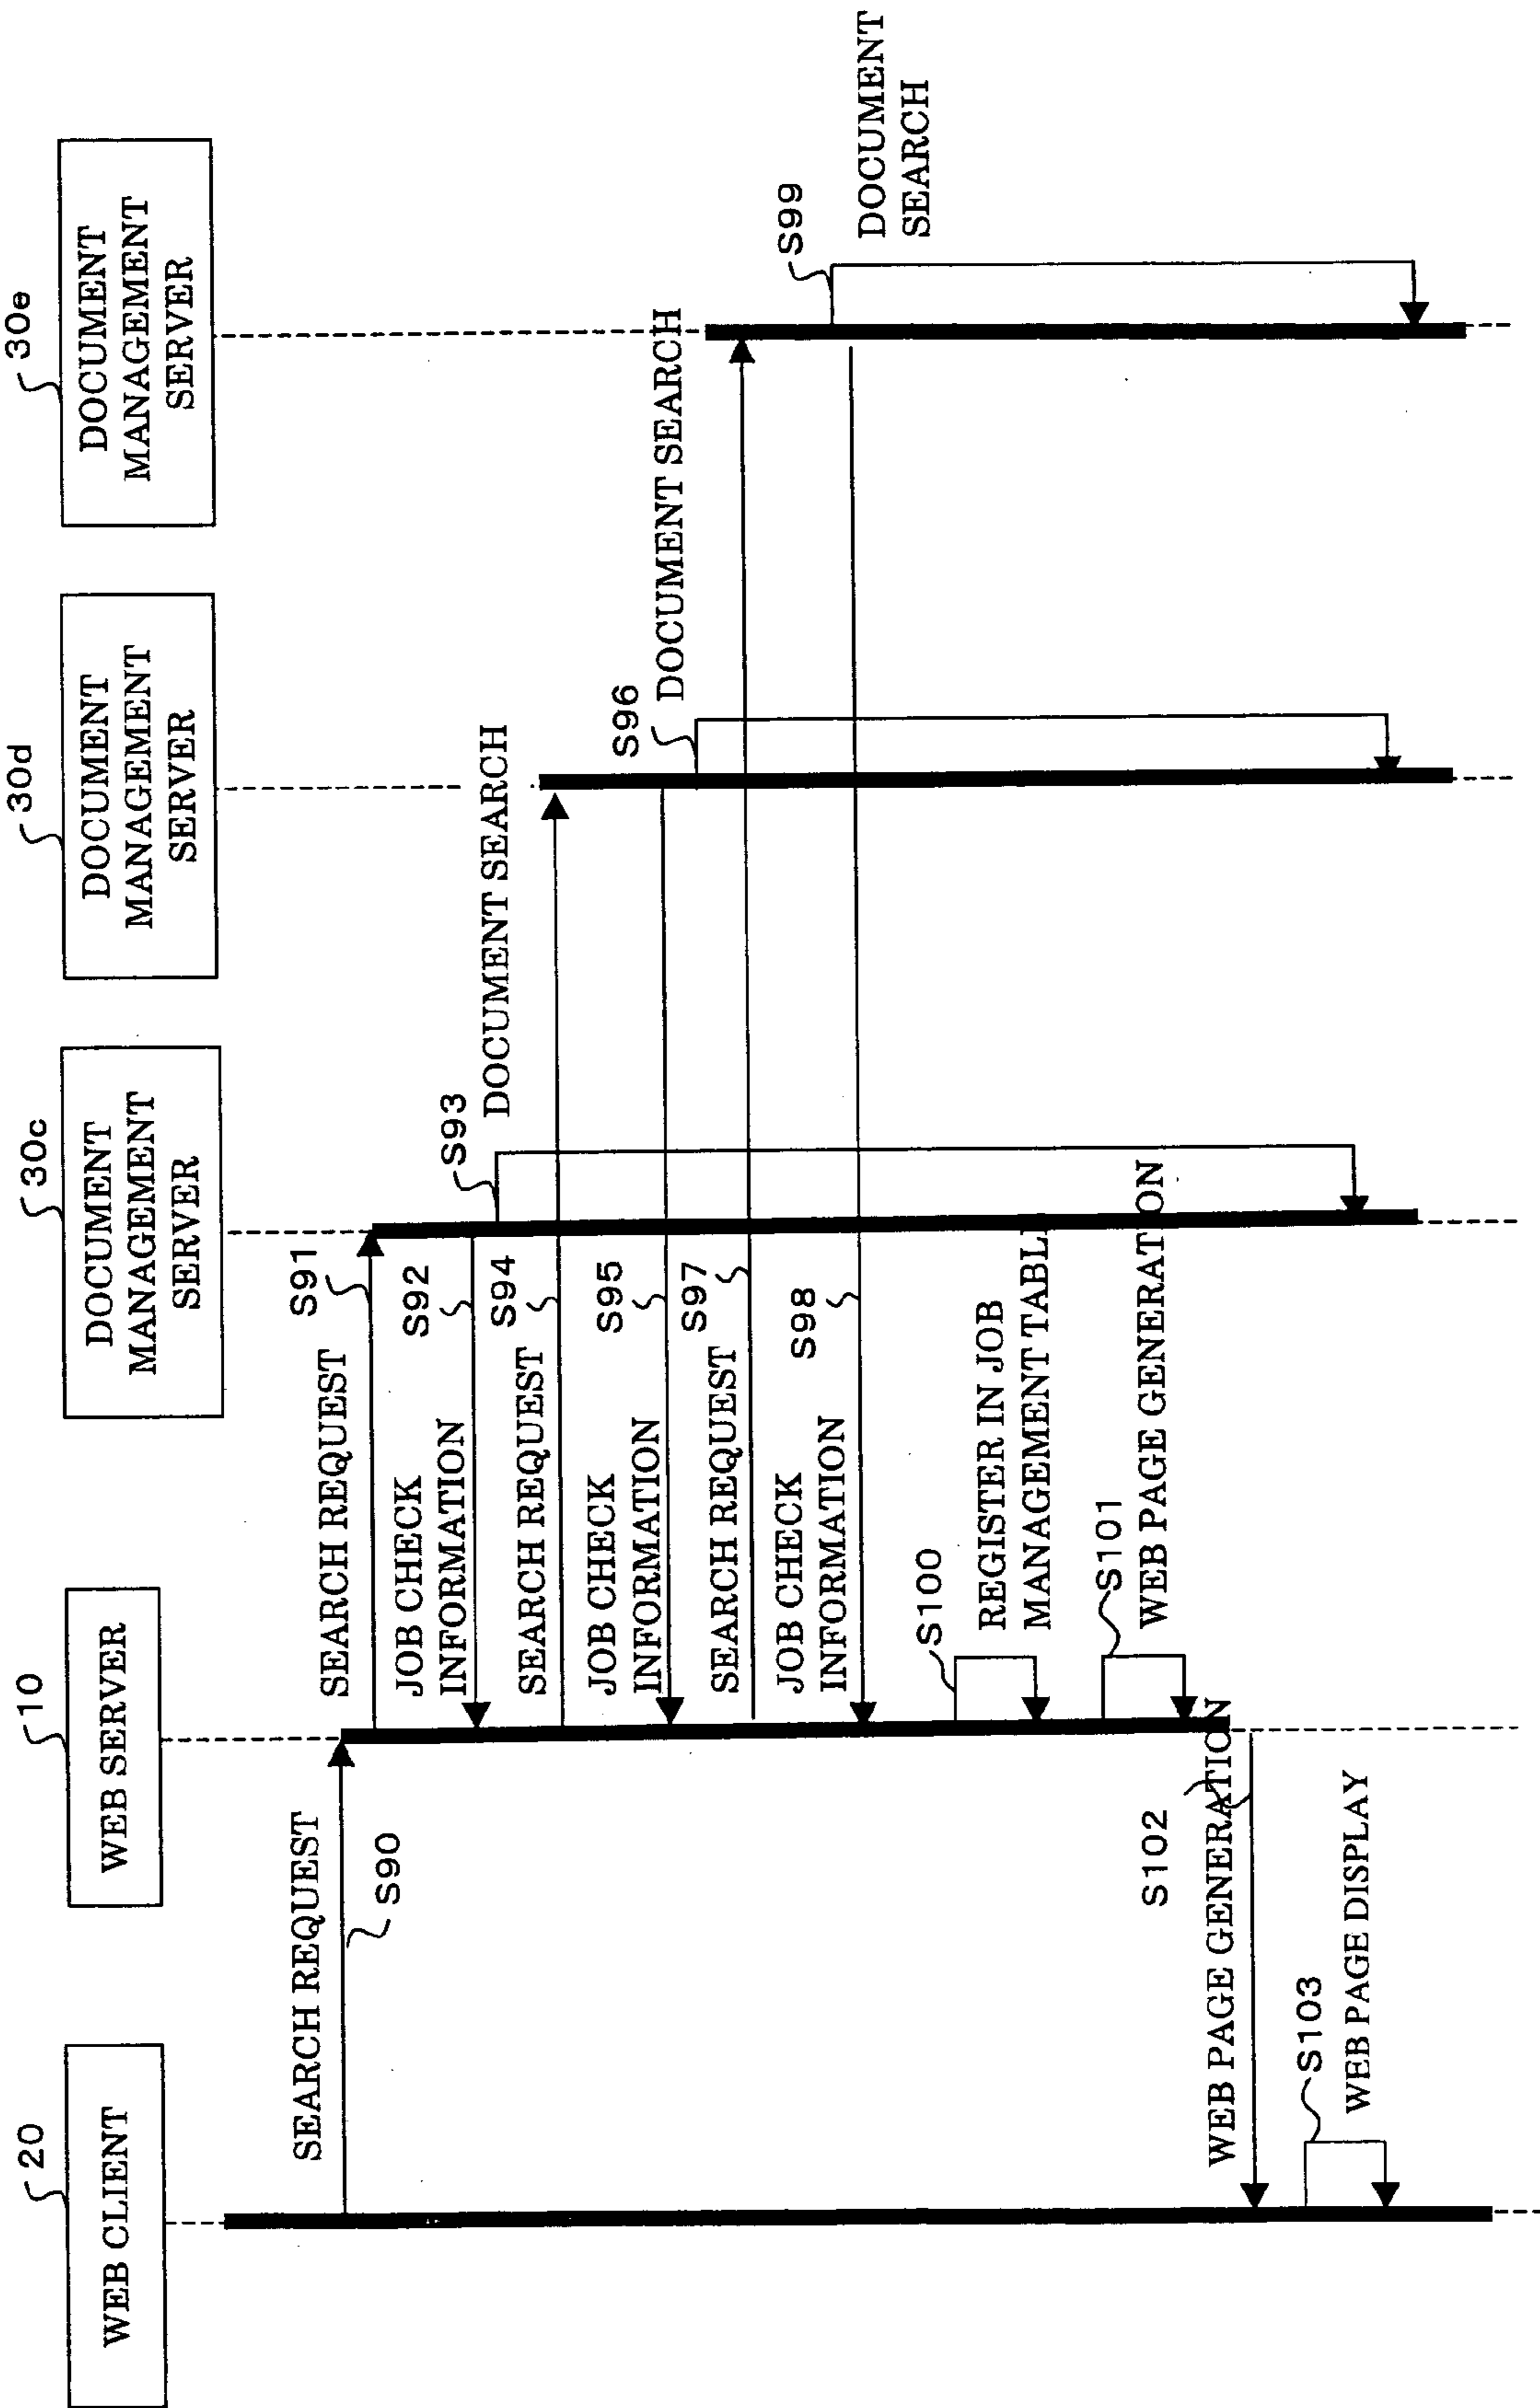 20
WEB CLIENT
10
WEB SERVER
30c
DOCUMENT
MANAGEMENT
SERVER
30d
DOCUMENT
MANAGEMENT
SERVER
30e
DOCUMENT
MANAGEMENT
SERVER
SEARCH REQUEST
S90
SEARCH REQUEST
S91
JOB CHECK
INFORMATION
S92
S93
DOCUMENT SEARCH
SEARCH REQUEST
S94
JOB CHECK
INFORMATION
S95
S96
DOCUMENT SEARCH
SEARCH REQUEST
S97
JOB CHECK
INFORMATION
S98
S99
DOCUMENT
SEARCH
S100
REGISTER IN JOB
MANAGEMENT TABL
S101
WEB PAGE GENERATION
S102
WEB PAGE GENERATION
S103
WEB PAGE DISPLAY